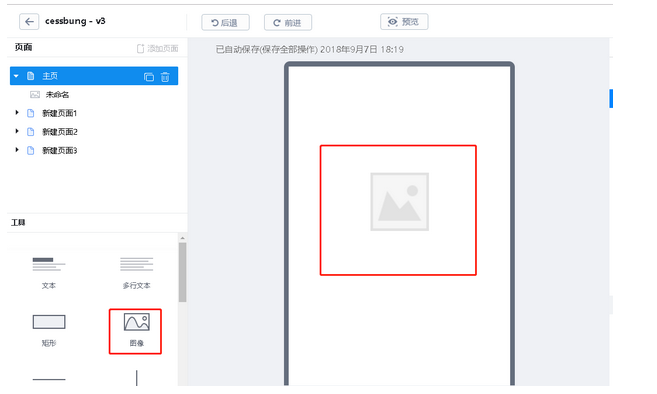 cessbung - v3
后退
前进
预览
页面
添加页面
已自动保存(保存全部操作) 2018年9月7日 18:19
主页
未命名
新建页面1
新建页面2
新建页面3
工具
文本
多行文本
矩形
图像